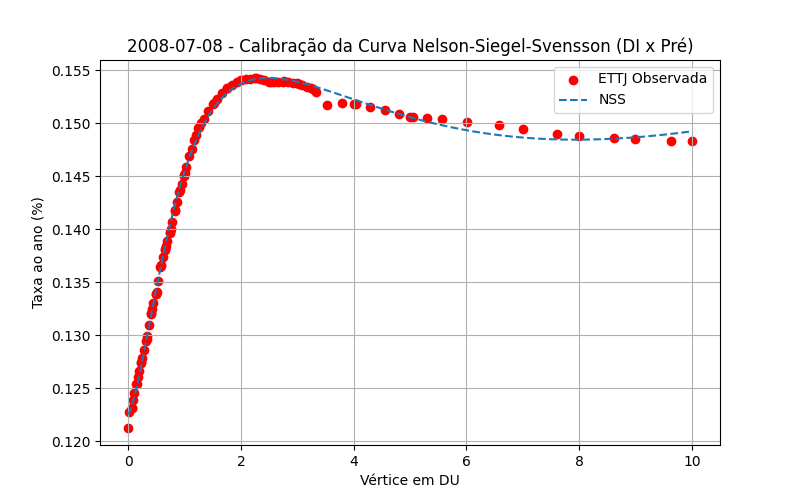 2008-07-08 - Calibração da Curva Nelson-Siegel-Svensson (DI x Pré)
ETTJ Observada
NSS
Taxa ao ano (%)
0.155
0.150
0.145
0.140
0.135
0.130
0.125
0.120
0 2 4 6 8 10
Vértice em DU